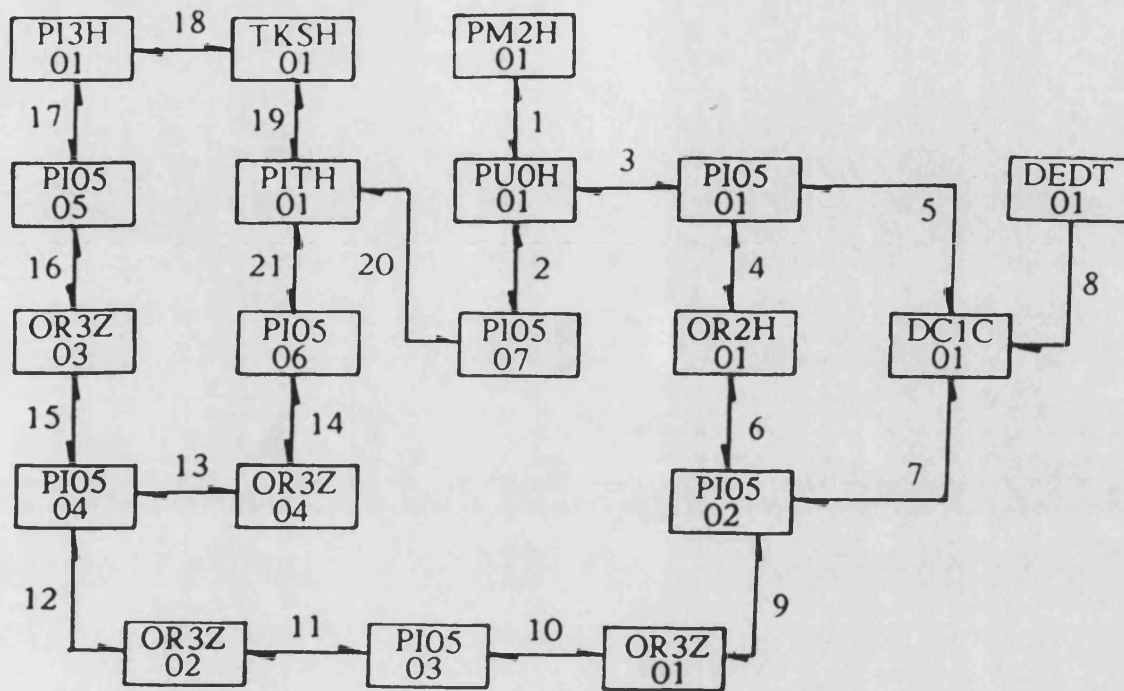 18
PI3H
01
TKSH
01
PM2H
01
17
19
1
PI05
05
PITH
01
PU0H
01
3
PI05
01
DEDT
01
5
16
21
20
2
4
8
OR3Z
03
PI05
06
PI05
07
OR2H
01
DC1C
01
15
14
6
13
PI05
04
OR3Z
04
PI05
02
7
12
9
11
10
OR3Z
02
PI05
03
OR3Z
01